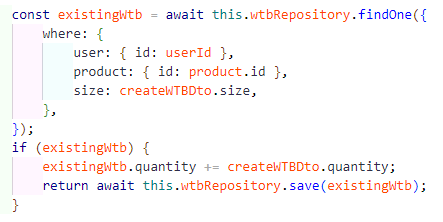 const existingWtb = await this.wtbRepository.findOne({
    where: {
        user: { id: userId },
        product: { id: product.id },
        size: createWTBDto.size,
    },
});
if (existingWtb) {
    existingWtb.quantity += createWTBDto.quantity;
    return await this.wtbRepository.save(existingWtb);
}